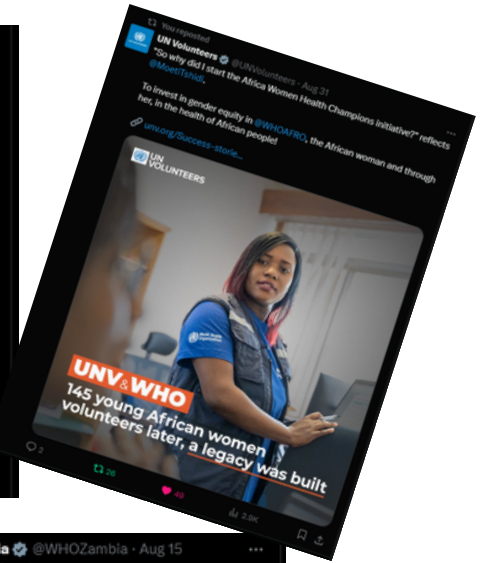 You reposted
UN Volunteers @UNVolunteers · Aug 31
"So why did I start the Africa Women Health Champions initiative?" reflects
@MoetiTshidi.
To invest in gender equity in @WHOAFRO, the African woman and through
her, in the health of African people!
unv.org/Success-storie...
UN
VOLUNTEERS
World Health
Organization
UNV & WHO
145 young African women
volunteers later, a legacy was built
2
26
49
2.9K
a @WHOZambia · Aug 15